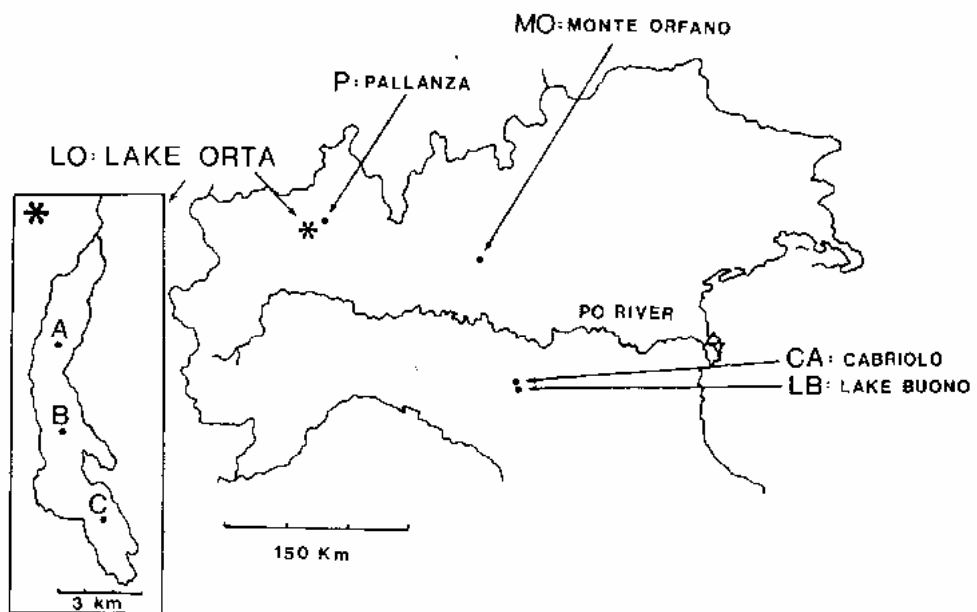 MO: MONTE ORFANO
P: PALLANZA
LO: LAKE ORTA
*
*
A
B
C
3 km
PO RIVER
CA: CABRIOLO
LB: LAKE BUONO
150 Km